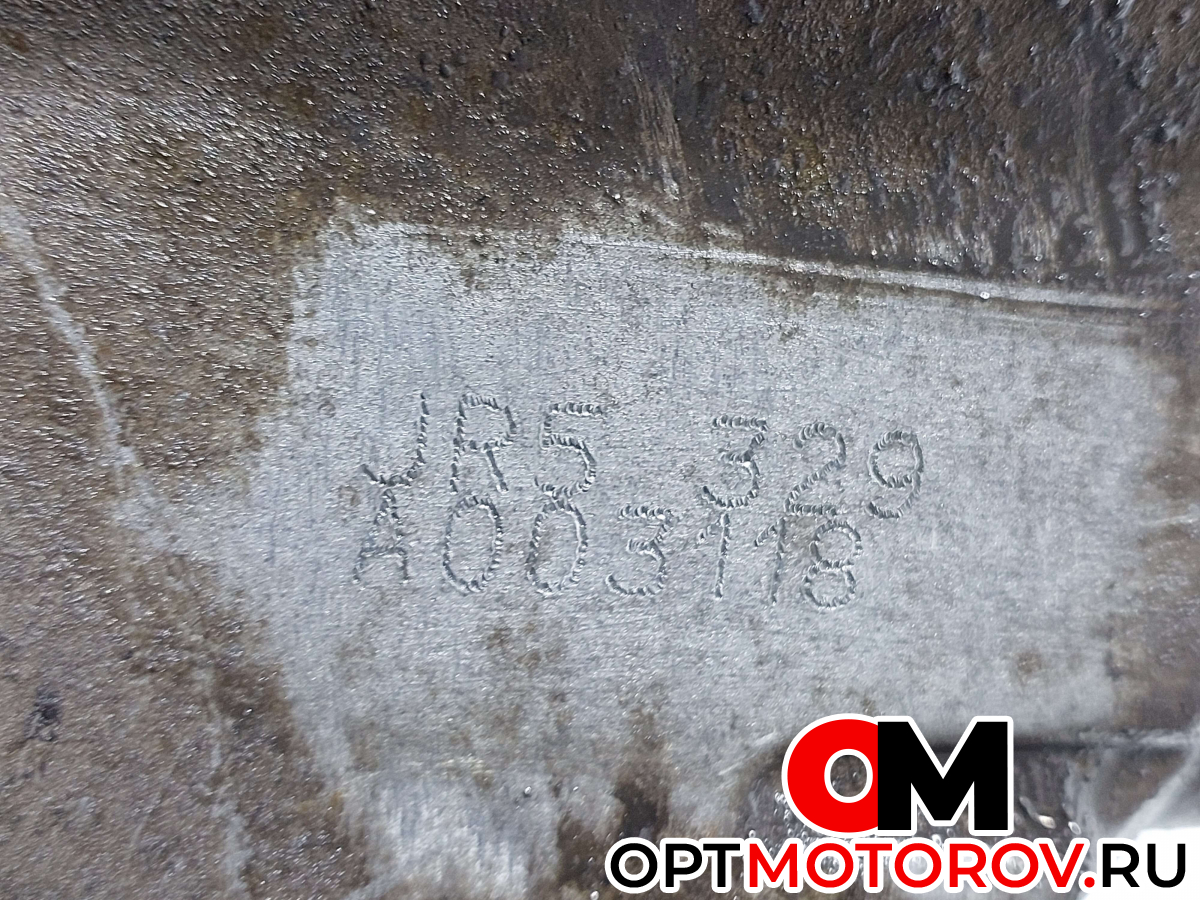 JR5 329
A003118
OM
OPTMOTOROV.RU